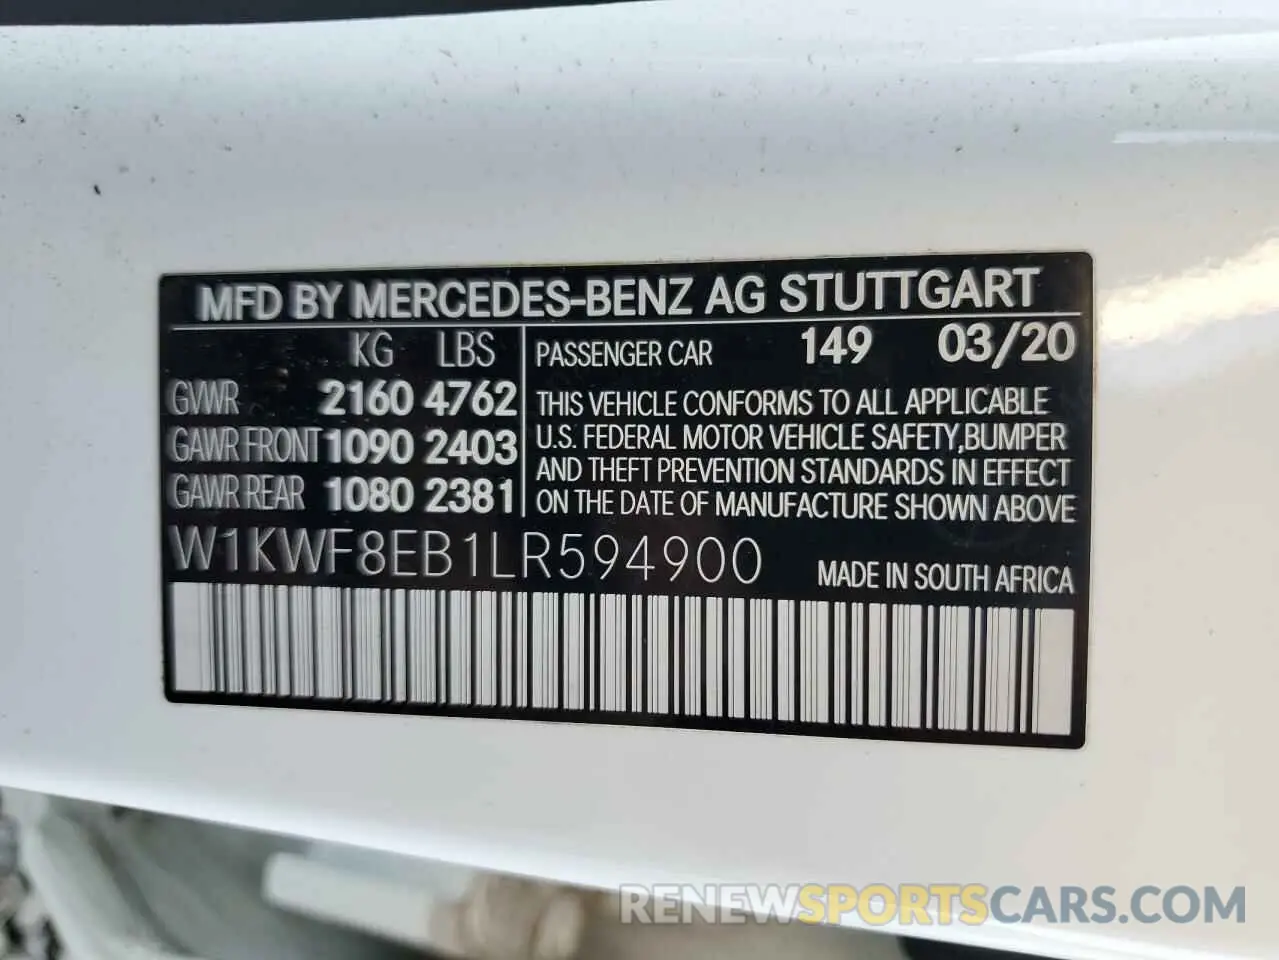 MFD BY MERCEDES-BENZ AG STUTTGART
KG LBS
GVWR 2160 4762
GAWR FRONT 1090 2403
GAWR REAR 1080 2381
PASSENGER CAR 149 03/20
THIS VEHICLE CONFORMS TO ALL APPLICABLE
U.S. FEDERAL MOTOR VEHICLE SAFETY, BUMPER
AND THEFT PREVENTION STANDARDS IN EFFECT
ON THE DATE OF MANUFACTURE SHOWN ABOVE
W1KWF8EB1LR594900
MADE IN SOUTH AFRICA
RENEWSPORTSCARS.COM